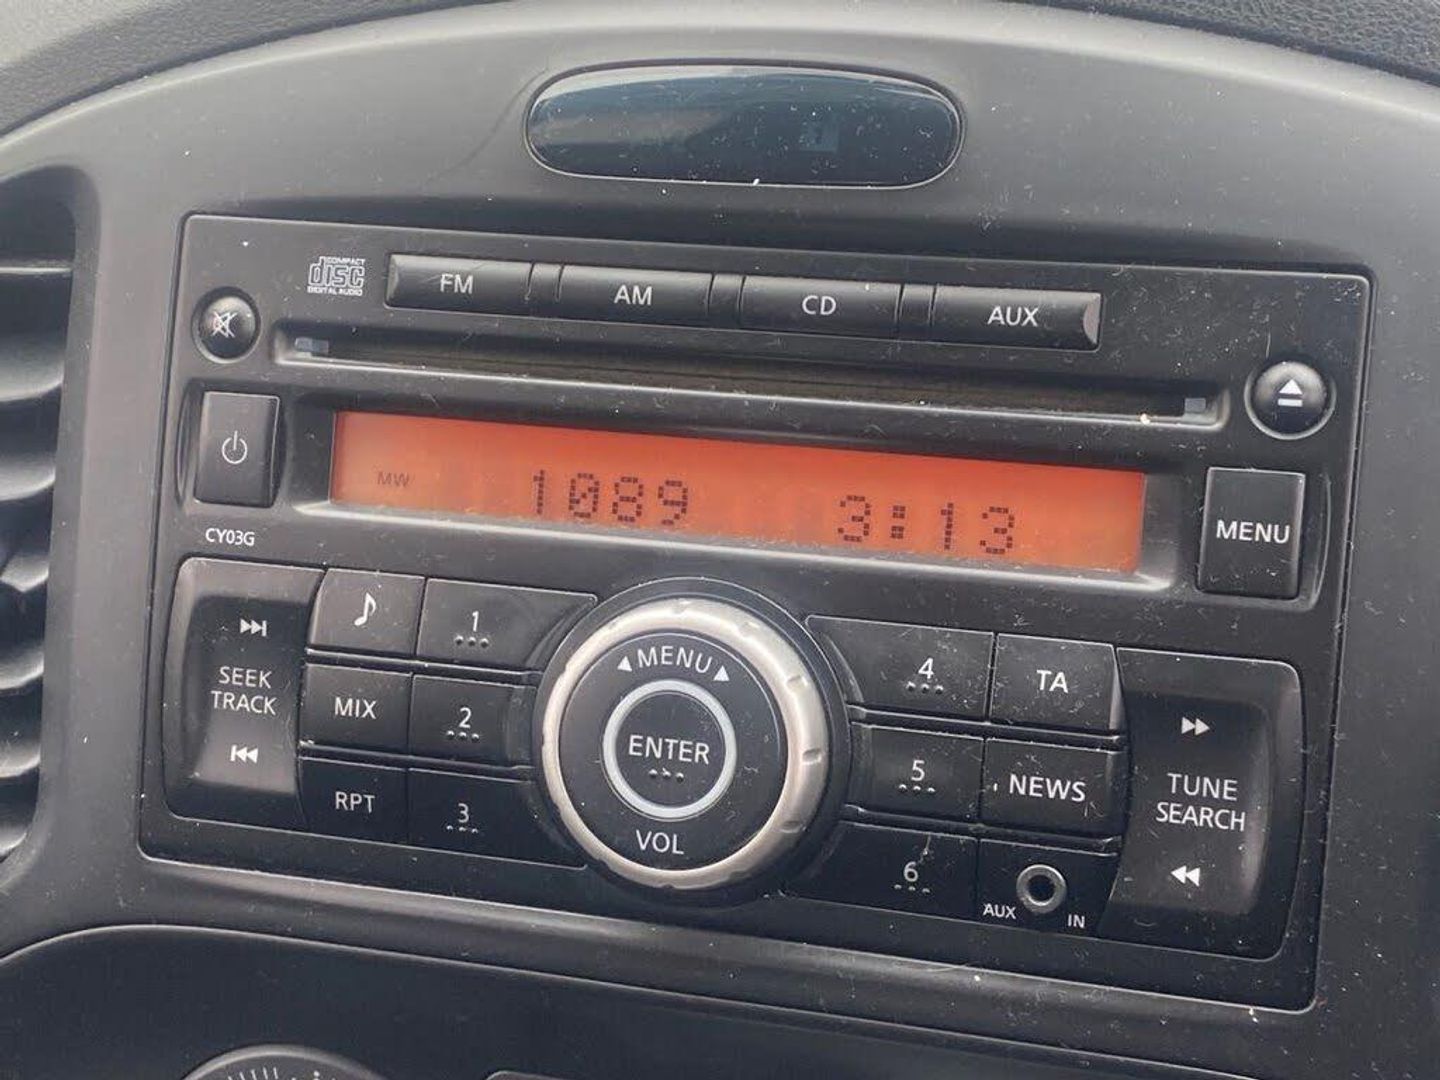 COMPACT
disc
DIGITAL AUDIO
FM
AM
CD
AUX
MW
1089
3:13
MENU
CY03G
SEEK
TRACK
1
MIX
2
RPT
3
MENU
ENTER
VOL
4
TA
5
NEWS
6
AUX
IN
TUNE
SEARCH